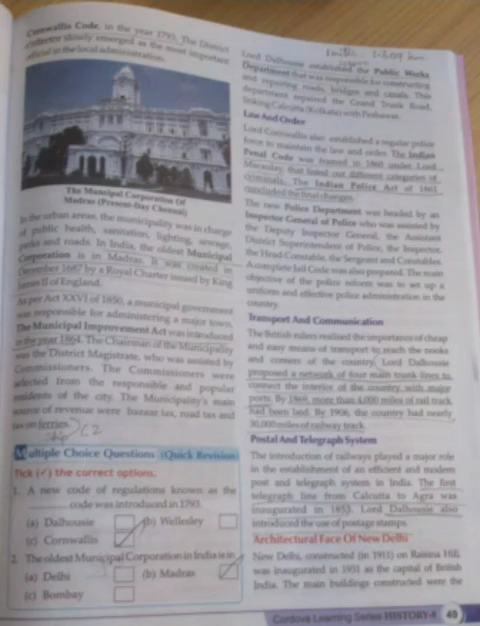 Cornwallis Code, in the year 1793. The District
Collector slowly emerged as the most important
official in the local administration.
The Municipal Corporation Of
Madras (Present-Day Chennai)
In the urban areas, the municipality was in charge
of public health, sanitation, lighting, sewage,
parks and roads. In India, the oldest Municipal
Corporation is in Madras. It was created in
December 1687 by a Royal Charter issued by King
James II of England.
As per Act XXVI of 1850, a municipal government
was responsible for administering a major town.
The Municipal Improvement Act was introduced
in the year 1864. The Chairman of the Municipality
was the District Magistrate, who was assisted by
Commissioners. The Commissioners were
selected from the responsible and popular
residents of the city. The Municipality's main
source of revenue were bazaar tax, road tax and
tax on ferries.
ship C2
Multiple Choice Questions (Quick Revision)
Tick (✓) the correct options.
1. A new code of regulations known as the
code was introduced in 1793.
(a) Dalhousie (b) Wellesley
(c) Cornwallis
2. The oldest Municipal Corporation in India is in
(a) Delhi (b) Madras
(c) Bombay
Lord Dalhousie established the Public Works
Department that was responsible for constructing
and repairing roads, bridges and canals. This
department repaired the Grand Trunk Road,
linking Calcutta (Kolkata) with Peshawar.
Law And Order
Lord Cornwallis also established a regular police
force to maintain the law and order. The Indian
Penal Code was framed in 1860 under Lord
Macaulay, that listed out different categories of
criminals. The Indian Police Act of 1861
concluded the final changes.
The new Police Department was headed by an
Inspector General of Police who was assisted by
the Deputy Inspector General, the Assistant
District Superintendent of Police, the Inspector,
the Head Constable, the Sergeant and Constables.
A complete Jail Code was also prepared. The main
objective of the police reform was to set up a
uniform and effective police administration in the
country.
Transport And Communication
The British rulers realised the importance of cheap
and easy means of transport to reach the nooks
and corners of the country. Lord Dalhousie
proposed a network of four main trunk lines to
connect the interior of the country with major
ports. By 1869, more than 4,000 miles of rail track
had been laid. By 1906, the country had nearly
30,000 miles of railway track.
Postal And Telegraph System
The introduction of railways played a major role
in the establishment of an efficient and modern
post and telegraph system in India. The first
telegraph line from Calcutta to Agra was
inaugurated in 1853. Lord Dalhousie also
introduced the use of postage stamps.
Architectural Face Of New Delhi
New Delhi, constructed (in 1911) on Raisina Hill,
was inaugurated in 1931 as the capital of British
India. The main buildings constructed were the
Cordova Learning Series HISTORY-8 49